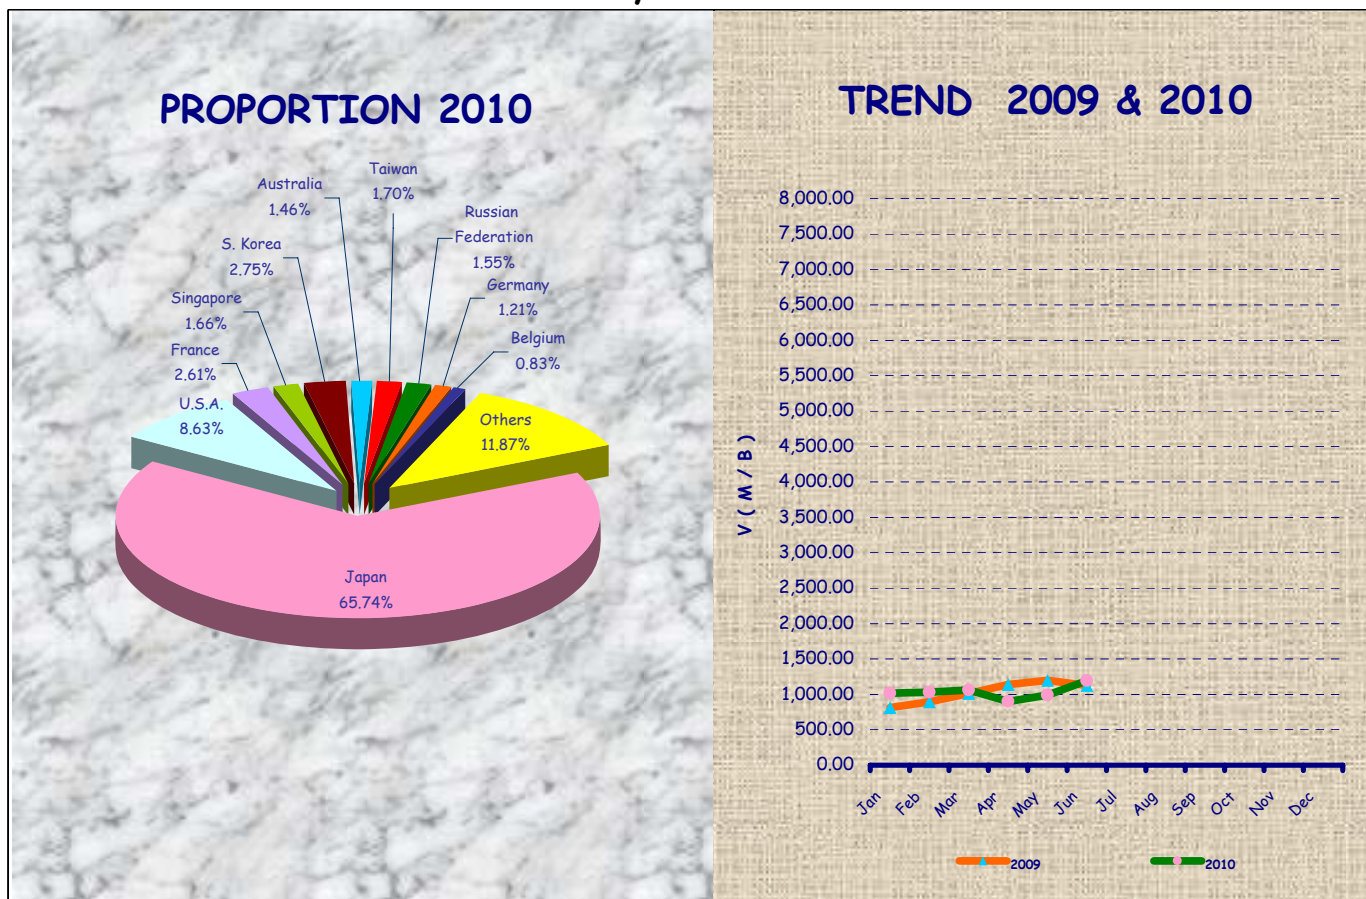 PROPORTION 2010
Taiwan
1.70%
Australia
1.46%
Russian
Federation
1.55%
S. Korea
2.75%
Germany
1.21%
Singapore
1.66%
Belgium
0.83%
France
2.61%
U.S.A.
8.63%
Others
11.87%
Japan
65.74%
TREND 2009 & 2010
V ( M / B )
8,000.00
7,500.00
7,000.00
6,500.00
6,000.00
5,500.00
5,000.00
4,500.00
4,000.00
3,500.00
3,000.00
2,500.00
2,000.00
1,500.00
1,000.00
500.00
0.00
Jan
Feb
Mar
Apr
May
Jun
Jul
Aug
Sep
Oct
Nov
Dec
2009
2010